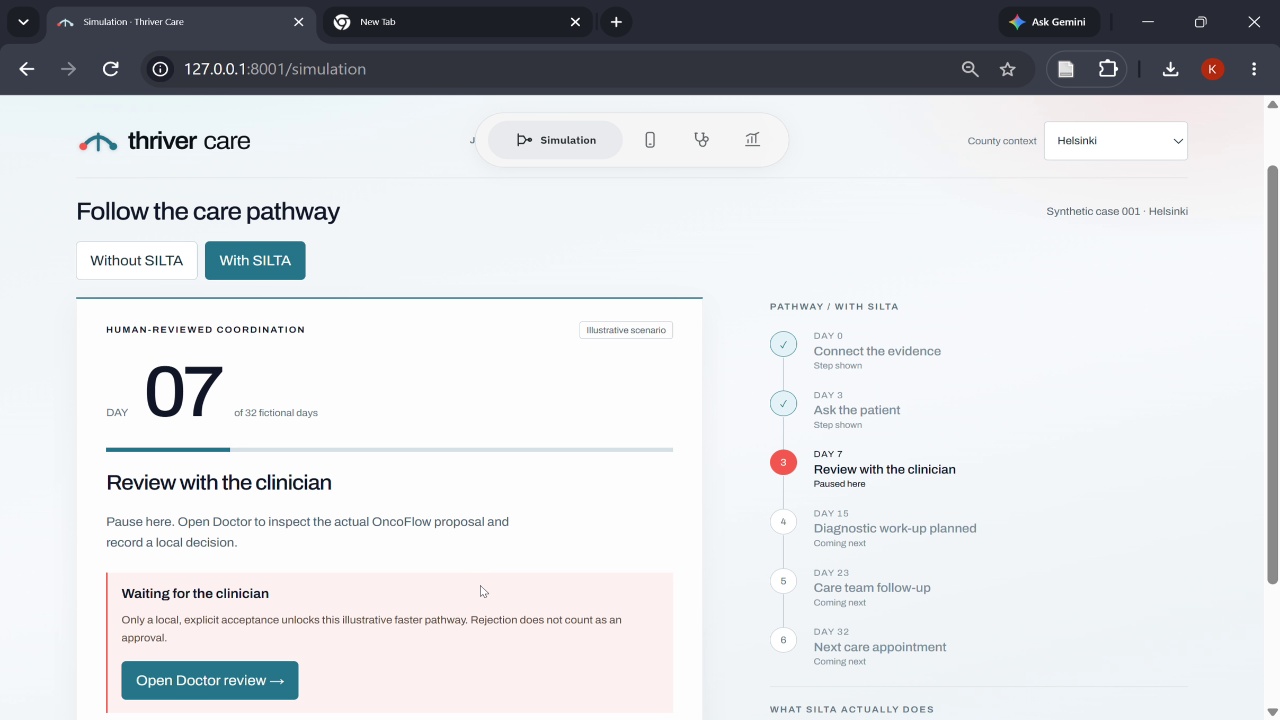 Simulation · Thriver Care
New Tab
Ask Gemini
127.0.0.1:8001/simulation
K
thriver care
J
Simulation
County context
Helsinki
Follow the care pathway
Synthetic case 001 · Helsinki
Without SILTA
With SILTA
HUMAN-REVIEWED COORDINATION
Illustrative scenario
DAY 07 of 32 fictional days
Review with the clinician
Pause here. Open Doctor to inspect the actual OncoFlow proposal and
record a local decision.
Waiting for the clinician
Only a local, explicit acceptance unlocks this illustrative faster pathway. Rejection does not count as an
approval.
Open Doctor review →
PATHWAY / WITH SILTA
✓
DAY 0
Connect the evidence
Step shown
✓
DAY 3
Ask the patient
Step shown
3
DAY 7
Review with the clinician
Paused here
4
DAY 15
Diagnostic work-up planned
Coming next
5
DAY 23
Care team follow-up
Coming next
6
DAY 32
Next care appointment
Coming next
WHAT SILTA ACTUALLY DOES